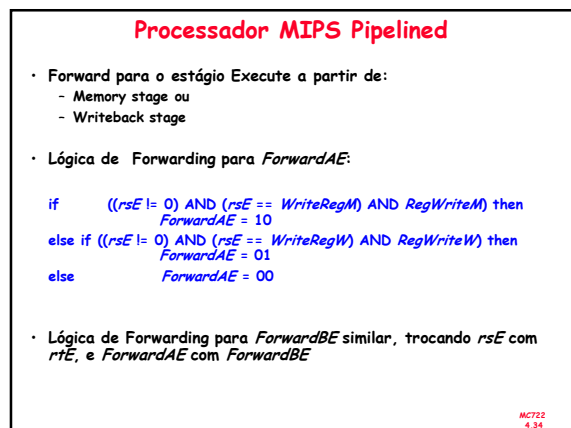 Processador MIPS Pipelined
• Forward para o estágio Execute a partir de:
– Memory stage ou
– Writeback stage
• Lógica de Forwarding para ForwardAE:
if ((rsE != 0) AND (rsE == WriteRegM) AND RegWriteM) then
ForwardAE = 10
else if ((rsE != 0) AND (rsE == WriteRegW) AND RegWriteW) then
ForwardAE = 01
else ForwardAE = 00
• Lógica de Forwarding para ForwardBE similar, trocando rsE com
rtE, e ForwardAE com ForwardBE
MC722
4.34